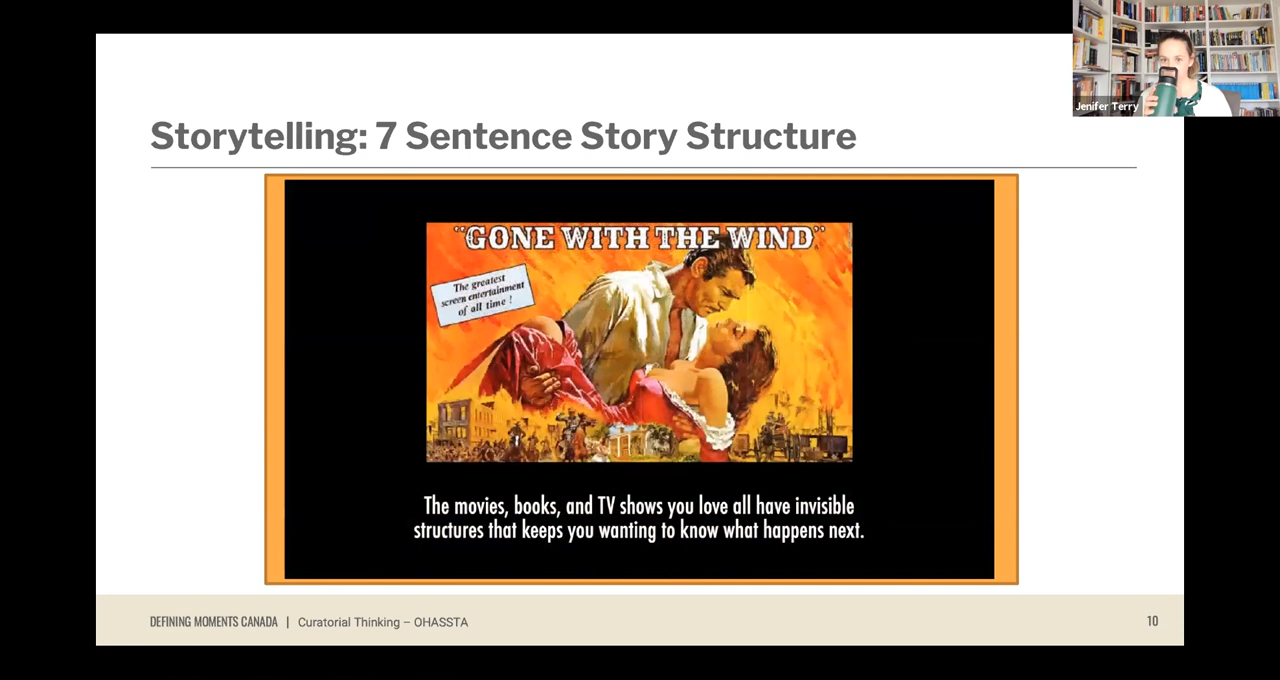 Jenifer Terry
Storytelling: 7 Sentence Story Structure
"GONE WITH THE WIND"
The greatest
screen entertainment
of all time!
The movies, books, and TV shows you love all have invisible
structures that keeps you wanting to know what happens next.
DEFINING MOMENTS CANADA | Curatorial Thinking – OHASSTA
10